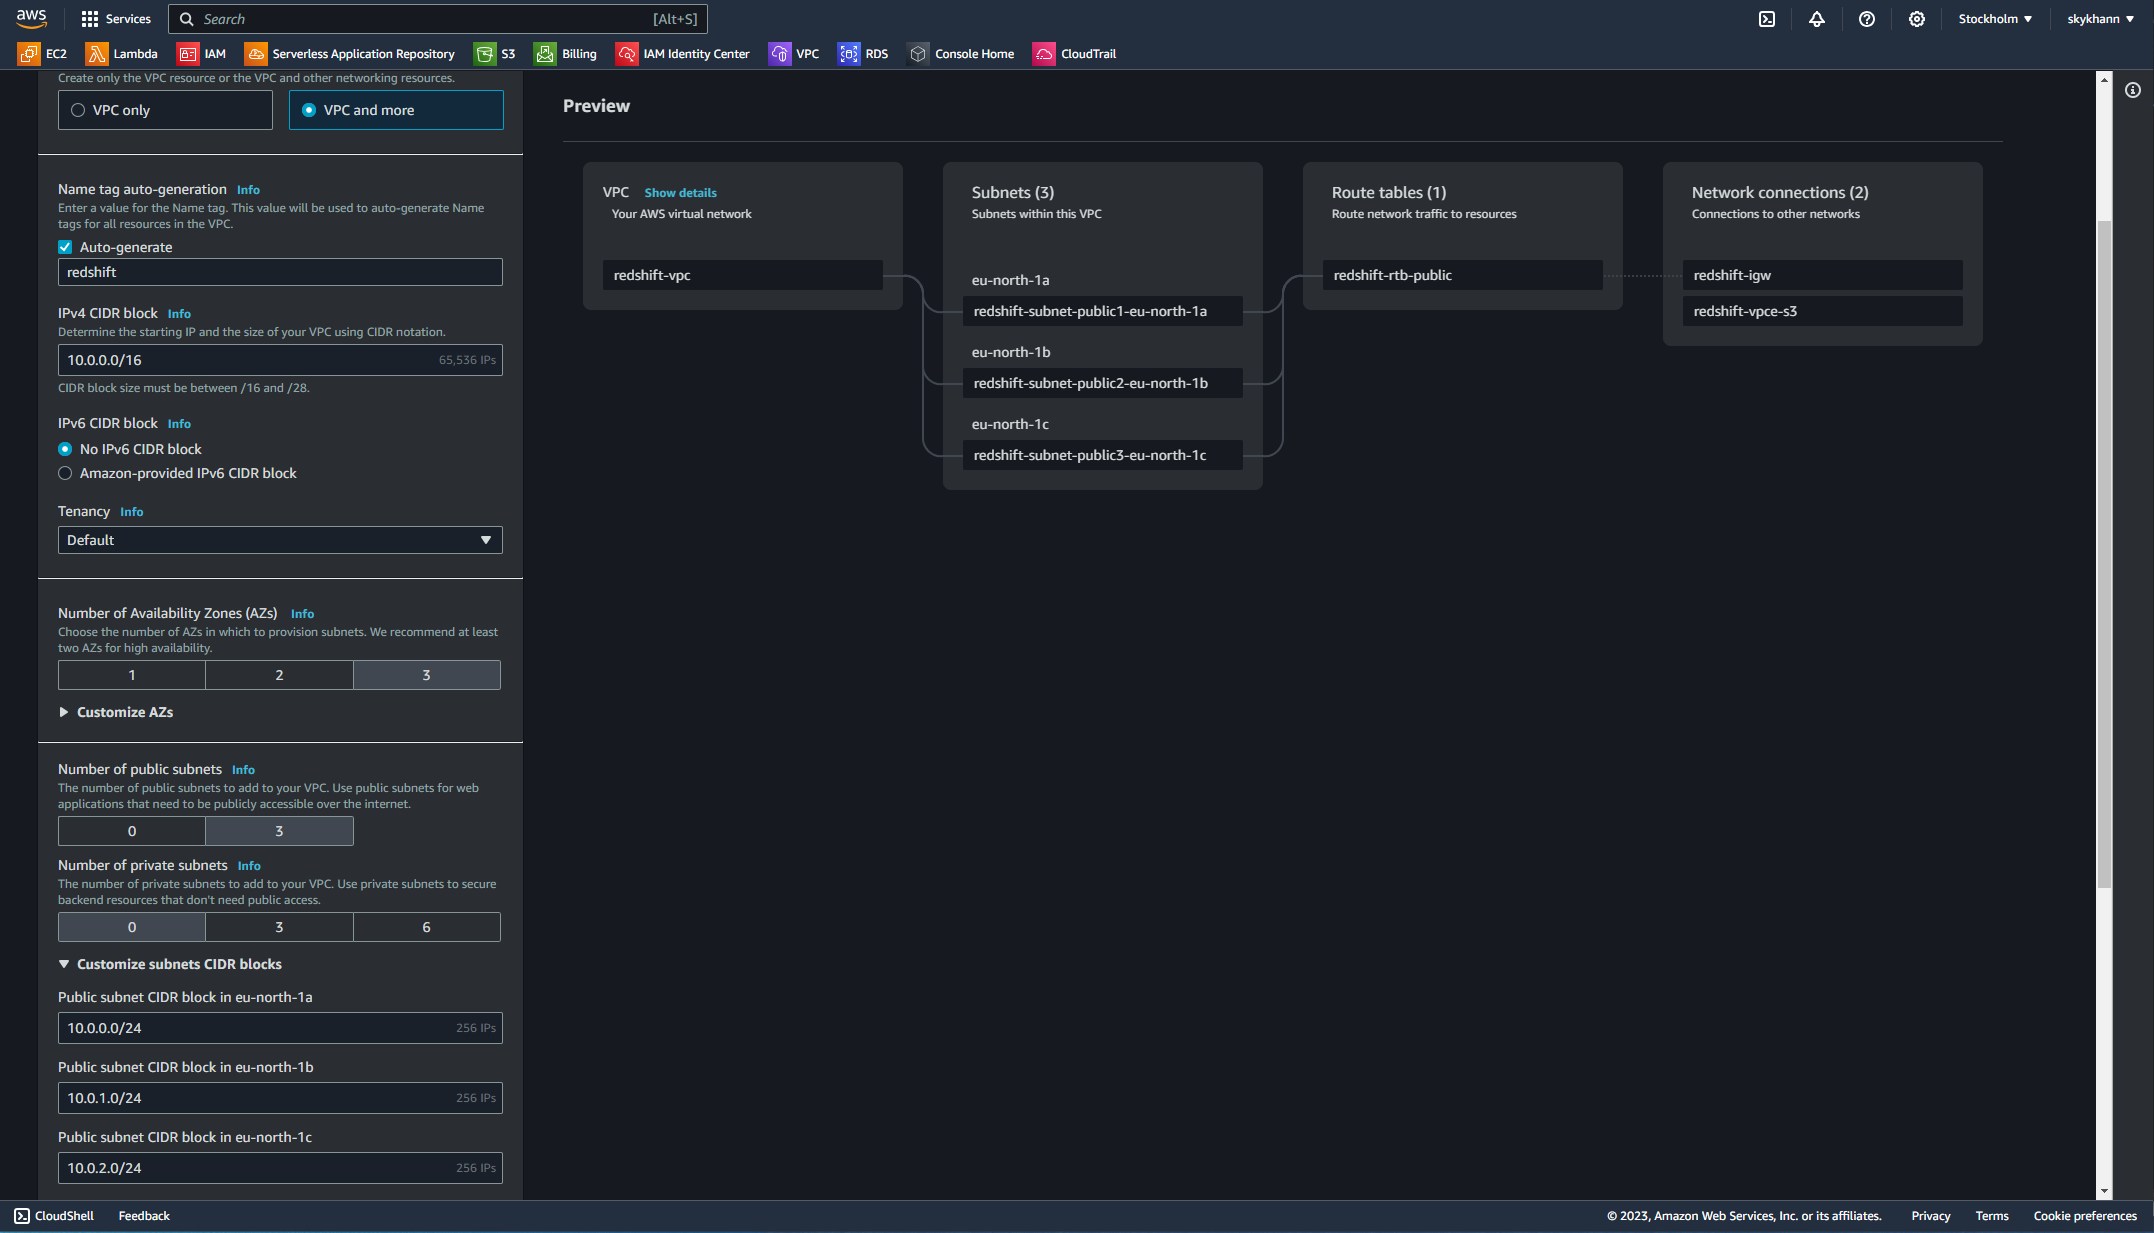 aws
Services
Search
[Alt+S]
Stockholm ▼
skykhann ▼
EC2
Lambda
IAM
Serverless Application Repository
S3
Billing
IAM Identity Center
VPC
RDS
Console Home
CloudTrail
Create only the VPC resource or the VPC and other networking resources.
VPC only
VPC and more
Name tag auto-generation Info
Enter a value for the Name tag. This value will be used to auto-generate Name
tags for all resources in the VPC.
Auto-generate
redshift
IPv4 CIDR block Info
Determine the starting IP and the size of your VPC using CIDR notation.
10.0.0.0/16 65,536 IPs
CIDR block size must be between /16 and /28.
IPv6 CIDR block Info
No IPv6 CIDR block
Amazon-provided IPv6 CIDR block
Tenancy Info
Default
Number of Availability Zones (AZs) Info
Choose the number of AZs in which to provision subnets. We recommend at least
two AZs for high availability.
1 2 3
Customize AZs
Number of public subnets Info
The number of public subnets to add to your VPC. Use public subnets for web
applications that need to be publicly accessible over the internet.
0 3
Number of private subnets Info
The number of private subnets to add to your VPC. Use private subnets to secure
backend resources that don't need public access.
0 3 6
Customize subnets CIDR blocks
Public subnet CIDR block in eu-north-1a
10.0.0.0/24 256 IPs
Public subnet CIDR block in eu-north-1b
10.0.1.0/24 256 IPs
Public subnet CIDR block in eu-north-1c
10.0.2.0/24 256 IPs
Preview
VPC Show details
Your AWS virtual network
redshift-vpc
Subnets (3)
Subnets within this VPC
eu-north-1a
redshift-subnet-public1-eu-north-1a
eu-north-1b
redshift-subnet-public2-eu-north-1b
eu-north-1c
redshift-subnet-public3-eu-north-1c
Route tables (1)
Route network traffic to resources
redshift-rtb-public
Network connections (2)
Connections to other networks
redshift-igw
redshift-vpce-s3
CloudShell
Feedback
© 2023, Amazon Web Services, Inc. or its affiliates.
Privacy
Terms
Cookie preferences